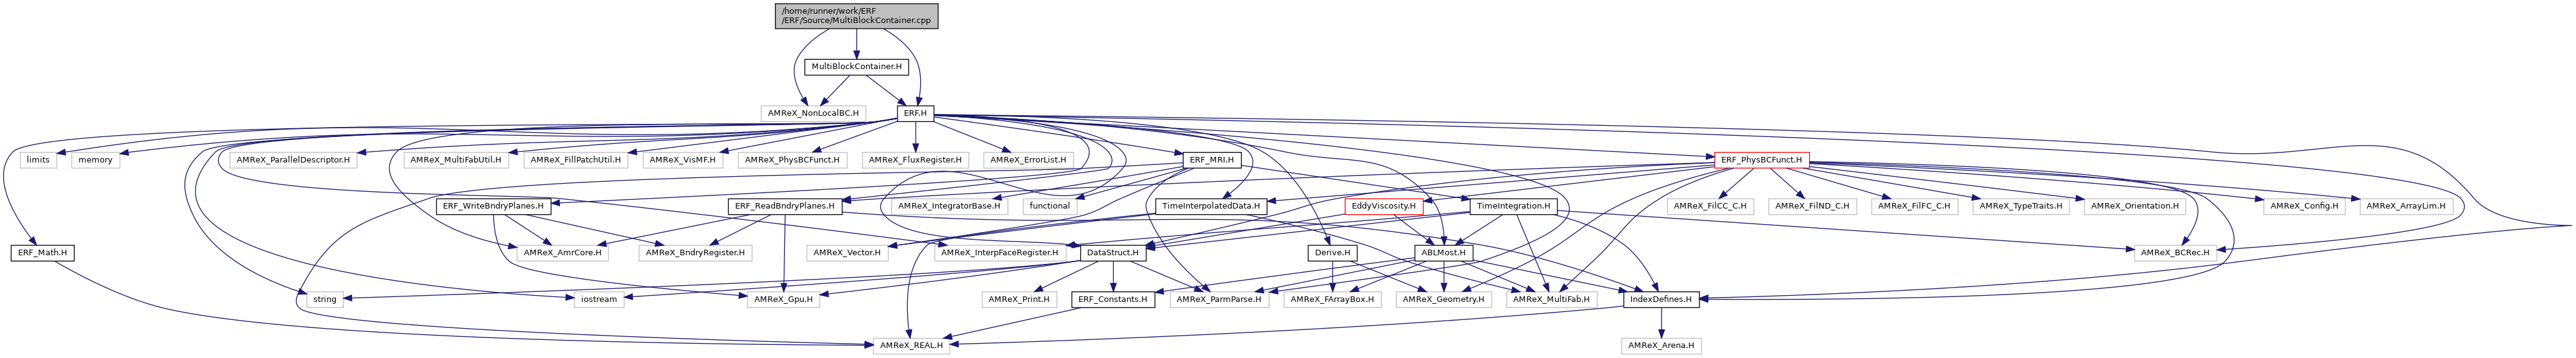 /home/runner/work/ERF
/ERF/Source/MultiBlockContainer.cpp
MultiBlockContainer.H
AMReX_NonLocalBC.H
ERF.H
limits
memory
AMReX_ParallelDescriptor.H
AMReX_MultiFabUtil.H
AMReX_FillPatchUtil.H
AMReX_VisMF.H
AMReX_PhysBCFunct.H
AMReX_FluxRegister.H
AMReX_ErrorList.H
ERF_MRI.H
ERF_PhysBCFunct.H
ERF_WriteBndryPlanes.H
ERF_ReadBndryPlanes.H
AMReX_IntegratorBase.H
functional
TimeInterpolatedData.H
EddyViscosity.H
TimeIntegration.H
AMReX_FilCC_C.H
AMReX_FilND_C.H
AMReX_FilFC_C.H
AMReX_TypeTraits.H
AMReX_Orientation.H
AMReX_Config.H
AMReX_ArrayLim.H
ERF_Math.H
AMReX_AmrCore.H
AMReX_BndryRegister.H
AMReX_Vector.H
AMReX_InterpFaceRegister.H
DataStruct.H
Derive.H
ABLMost.H
AMReX_BCRec.H
string
iostream
AMReX_Gpu.H
AMReX_Print.H
ERF_Constants.H
AMReX_ParmParse.H
AMReX_FArrayBox.H
AMReX_Geometry.H
AMReX_MultiFab.H
IndexDefines.H
AMReX_REAL.H
AMReX_Arena.H